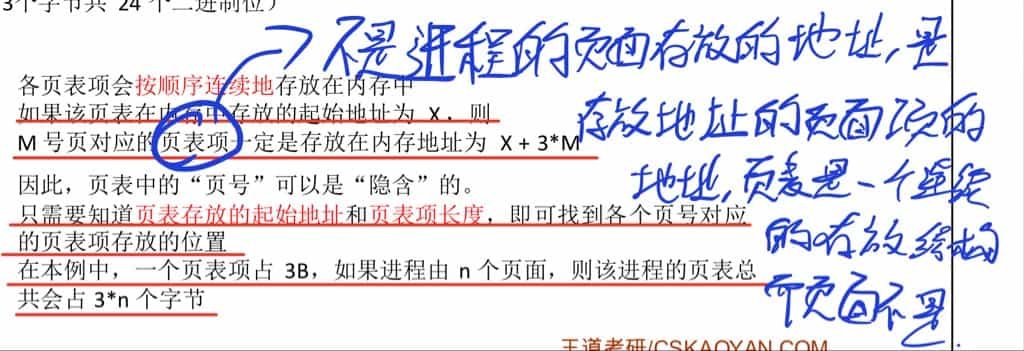 3个字节共 24 个二进制位）
不是进程的页面存放的地址,是
存放地址的页面项的
地址,页表是一个连续
的存放结构
而页面不是.
各页表项会按顺序连续地存放在内存中
如果该页表在内存中存放的起始地址为 X ，则
M 号页对应的页表项一定是存放在内存地址为 X + 3*M
因此，页表中的“页号”可以是“隐含”的。
只需要知道页表存放的起始地址和页表项长度，即可找到各个页号对应
的页表项存放的位置
在本例中，一个页表项占 3B，如果进程由 n 个页面，则该进程的页表总
共会占 3*n 个字节
王道考研/CSKAOYAN.COM